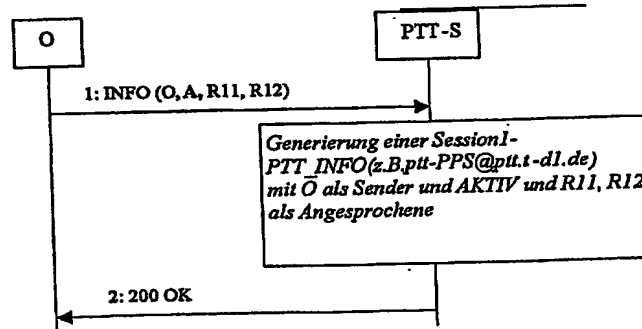 O
PTT-S
1: INFO (O, A, R11, R12)
Generierung einer Session1-
PTT_INFO(z.B.ptt-PPS@ptt.t-d1.de)
mit O als Sender und AKTIV und R11, R12
als Angesprochene
2: 200 OK